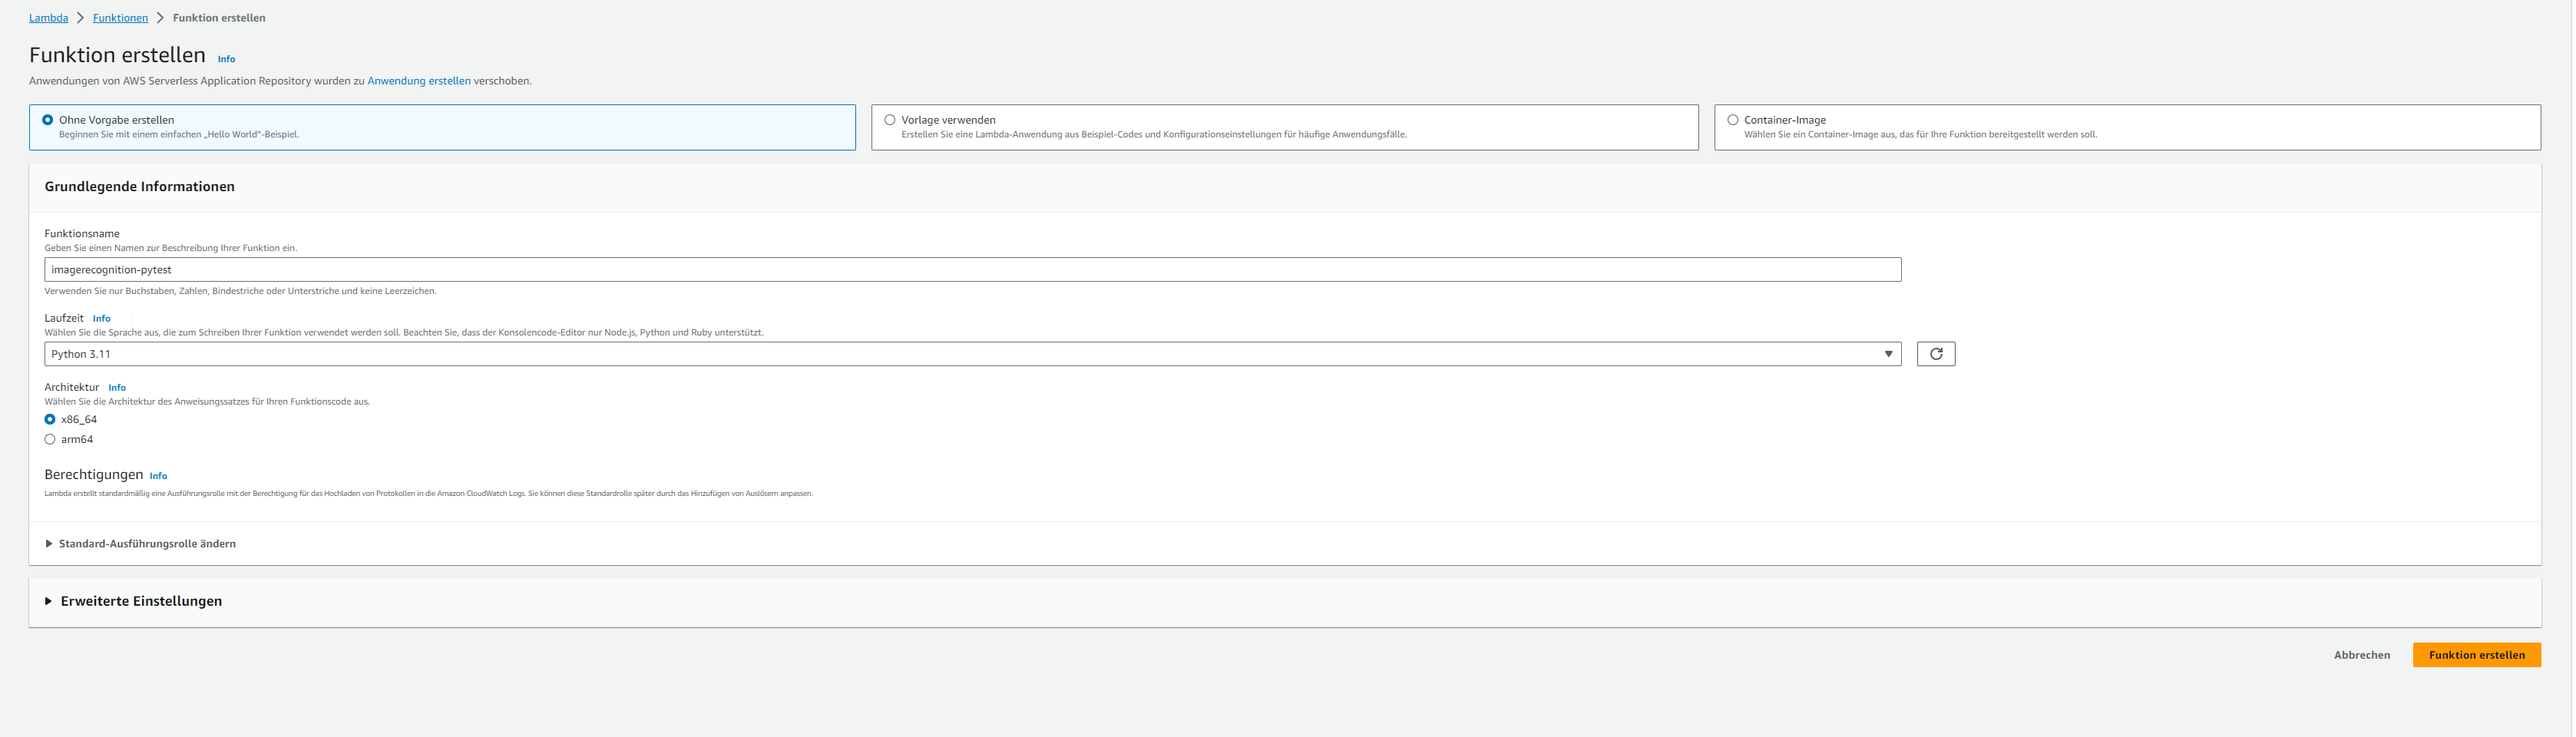 Lambda > Funktionen > Funktion erstellen
Funktion erstellen Info
Anwendungen von AWS Serverless Application Repository wurden zu Anwendung erstellen verschoben.
Ohne Vorgabe erstellen
Beginnen Sie mit einem einfachen „Hello World“-Beispiel.
Vorlage verwenden
Erstellen Sie eine Lambda-Anwendung aus Beispiel-Codes und Konfigurationseinstellungen für häufige Anwendungsfälle.
Container-Image
Wählen Sie ein Container-Image aus, das für Ihre Funktion bereitgestellt werden soll.
Grundlegende Informationen
Funktionsname
Geben Sie einen Namen zur Beschreibung Ihrer Funktion ein.
imagerecognition-pytest
Verwenden Sie nur Buchstaben, Zahlen, Bindestriche oder Unterstriche und keine Leerzeichen.
Laufzeit Info
Wählen Sie die Sprache aus, die zum Schreiben Ihrer Funktion verwendet werden soll. Beachten Sie, dass der Konsolencode-Editor nur Node.js, Python und Ruby unterstützt.
Python 3.11
Architektur Info
Wählen Sie die Architektur des Anweisungssatzes für Ihren Funktionscode aus.
x86_64
arm64
Berechtigungen Info
Lambda erstellt standardmäßig eine Ausführungsrolle mit der Berechtigung für das Hochladen von Protokollen in die Amazon CloudWatch Logs. Sie können diese Standardrolle später durch das Hinzufügen von Auslösern anpassen.
Standard-Ausführungsrolle ändern
Erweiterte Einstellungen
Abbrechen
Funktion erstellen